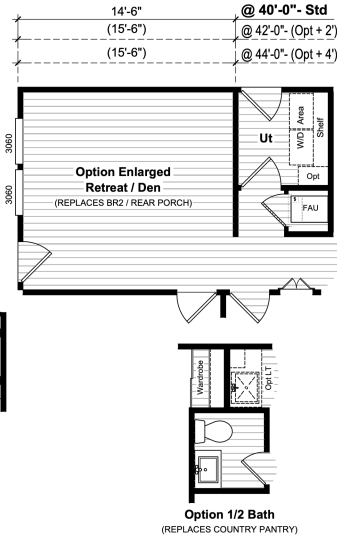 14'-6" @ 40'-0"- Std
(15'-6") @ 42'-0"- (Opt + 2')
(15'-6") @ 44'-0"- (Opt + 4')
3060
3060
Option Enlarged
Retreat / Den
(REPLACES BR2 / REAR PORCH)
Ut
W/D Area
Shelf
Opt
FAU
Wardrobe
Opt LT
Option 1/2 Bath
(REPLACES COUNTRY PANTRY)